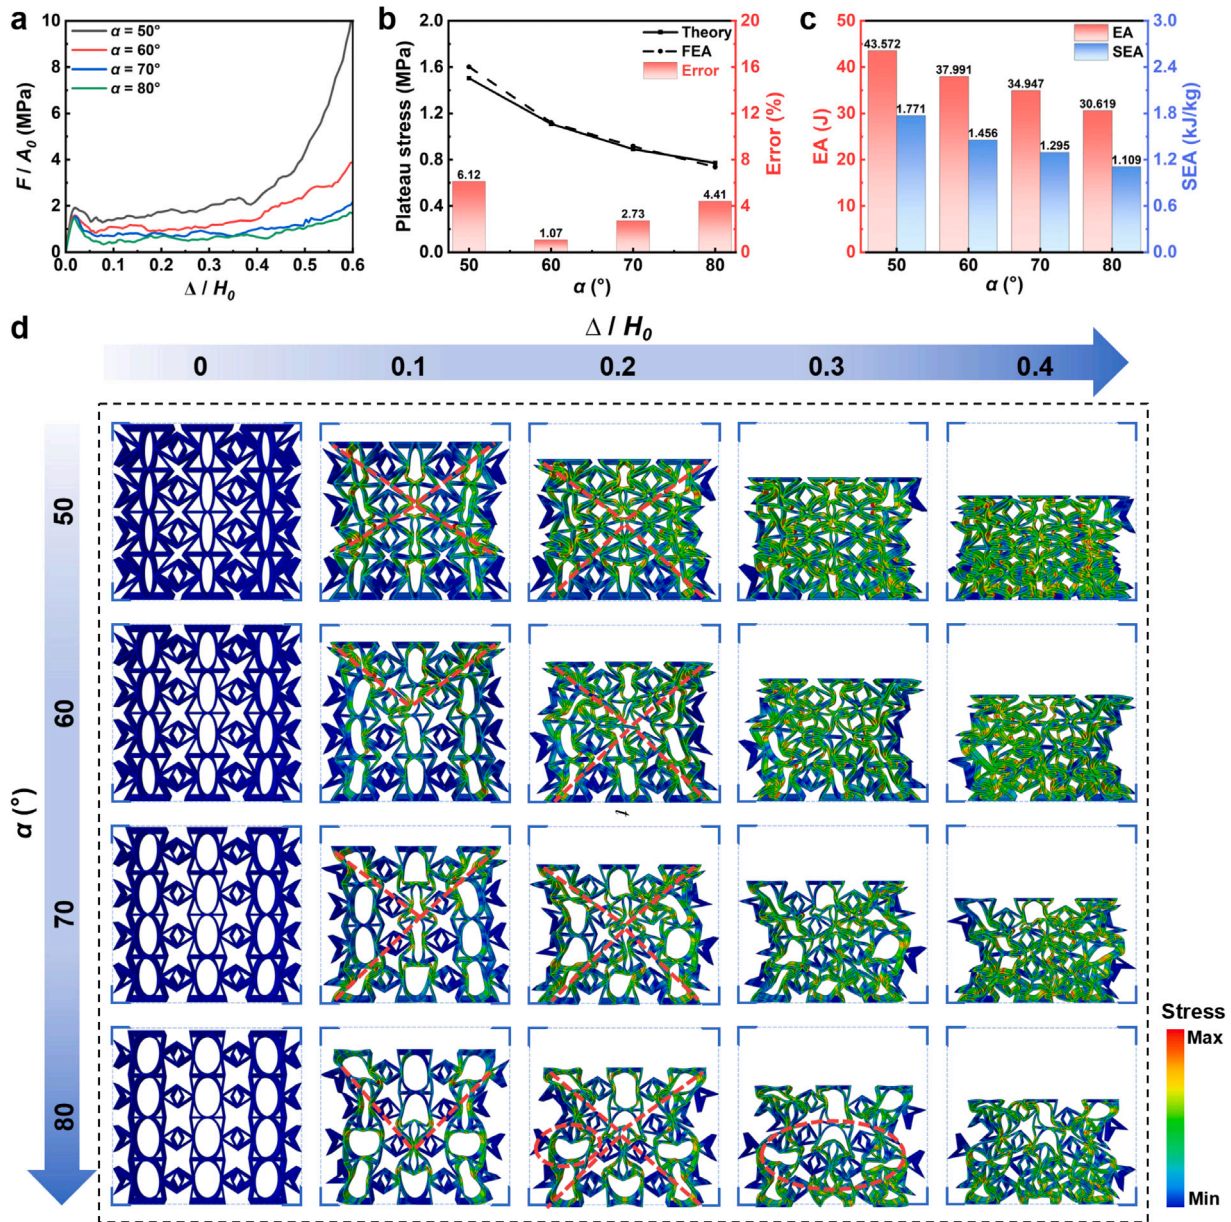 a
10
8
6
4
2
0
F / A0 (MPa)
α = 50°
α = 60°
α = 70°
α = 80°
0.0 0.1 0.2 0.3 0.4 0.5 0.6
Δ / H0
b
2.0
1.6
1.2
0.8
0.4
0.0
Plateau stress (MPa)
Theory
FEA
Error
6.12
1.07
2.73
4.41
20
16
12
8
4
0
Error (%)
50 60 70 80
α (°)
c
50
40
30
20
10
0
EA (J)
EA
SEA
43.572
37.991
34.947
30.619
1.771
1.456
1.295
1.109
3.0
2.4
1.8
1.2
0.6
0.0
SEA (kJ/kg)
50 60 70 80
α (°)
d
Δ / H0
0 0.1 0.2 0.3 0.4
α (°)
50
60
70
80
Stress
Max
Min